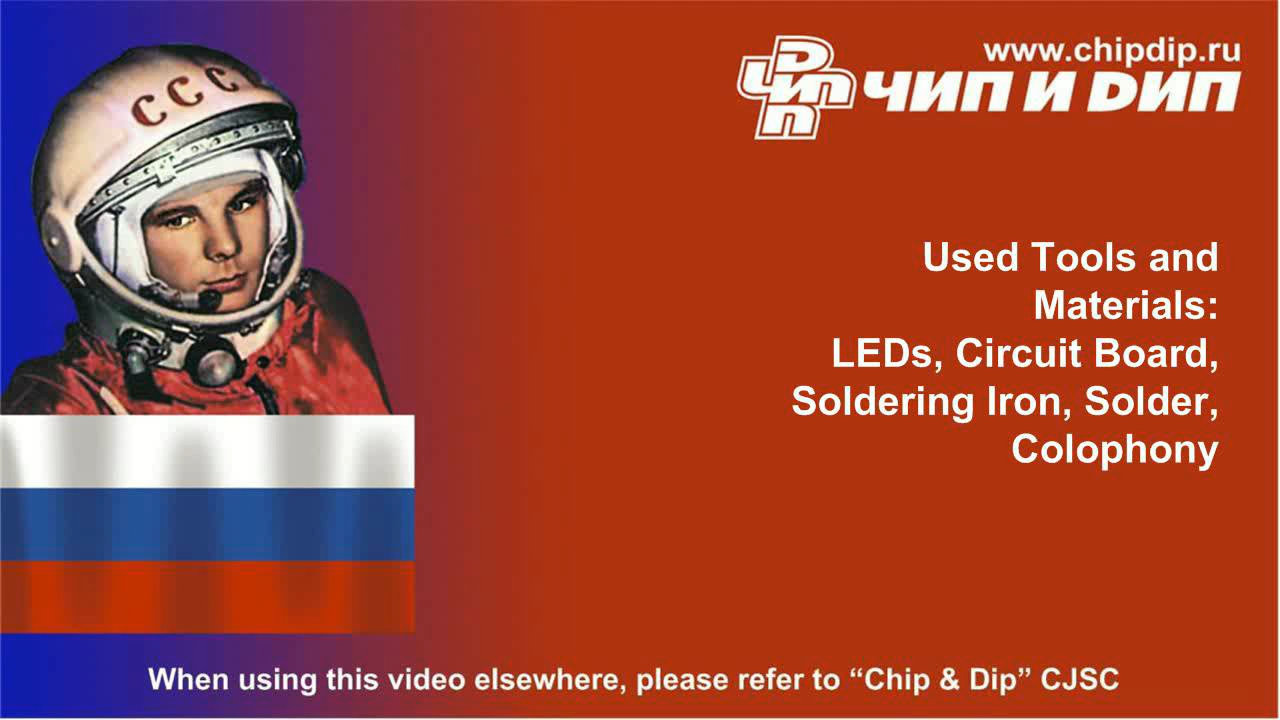 СССР
www.chipdip.ru
ЧИП И DИП
Used Tools and
Materials:
LEDs, Circuit Board,
Soldering Iron, Solder,
Colophony
When using this video elsewhere, please refer to “Chip & Dip” CJSC